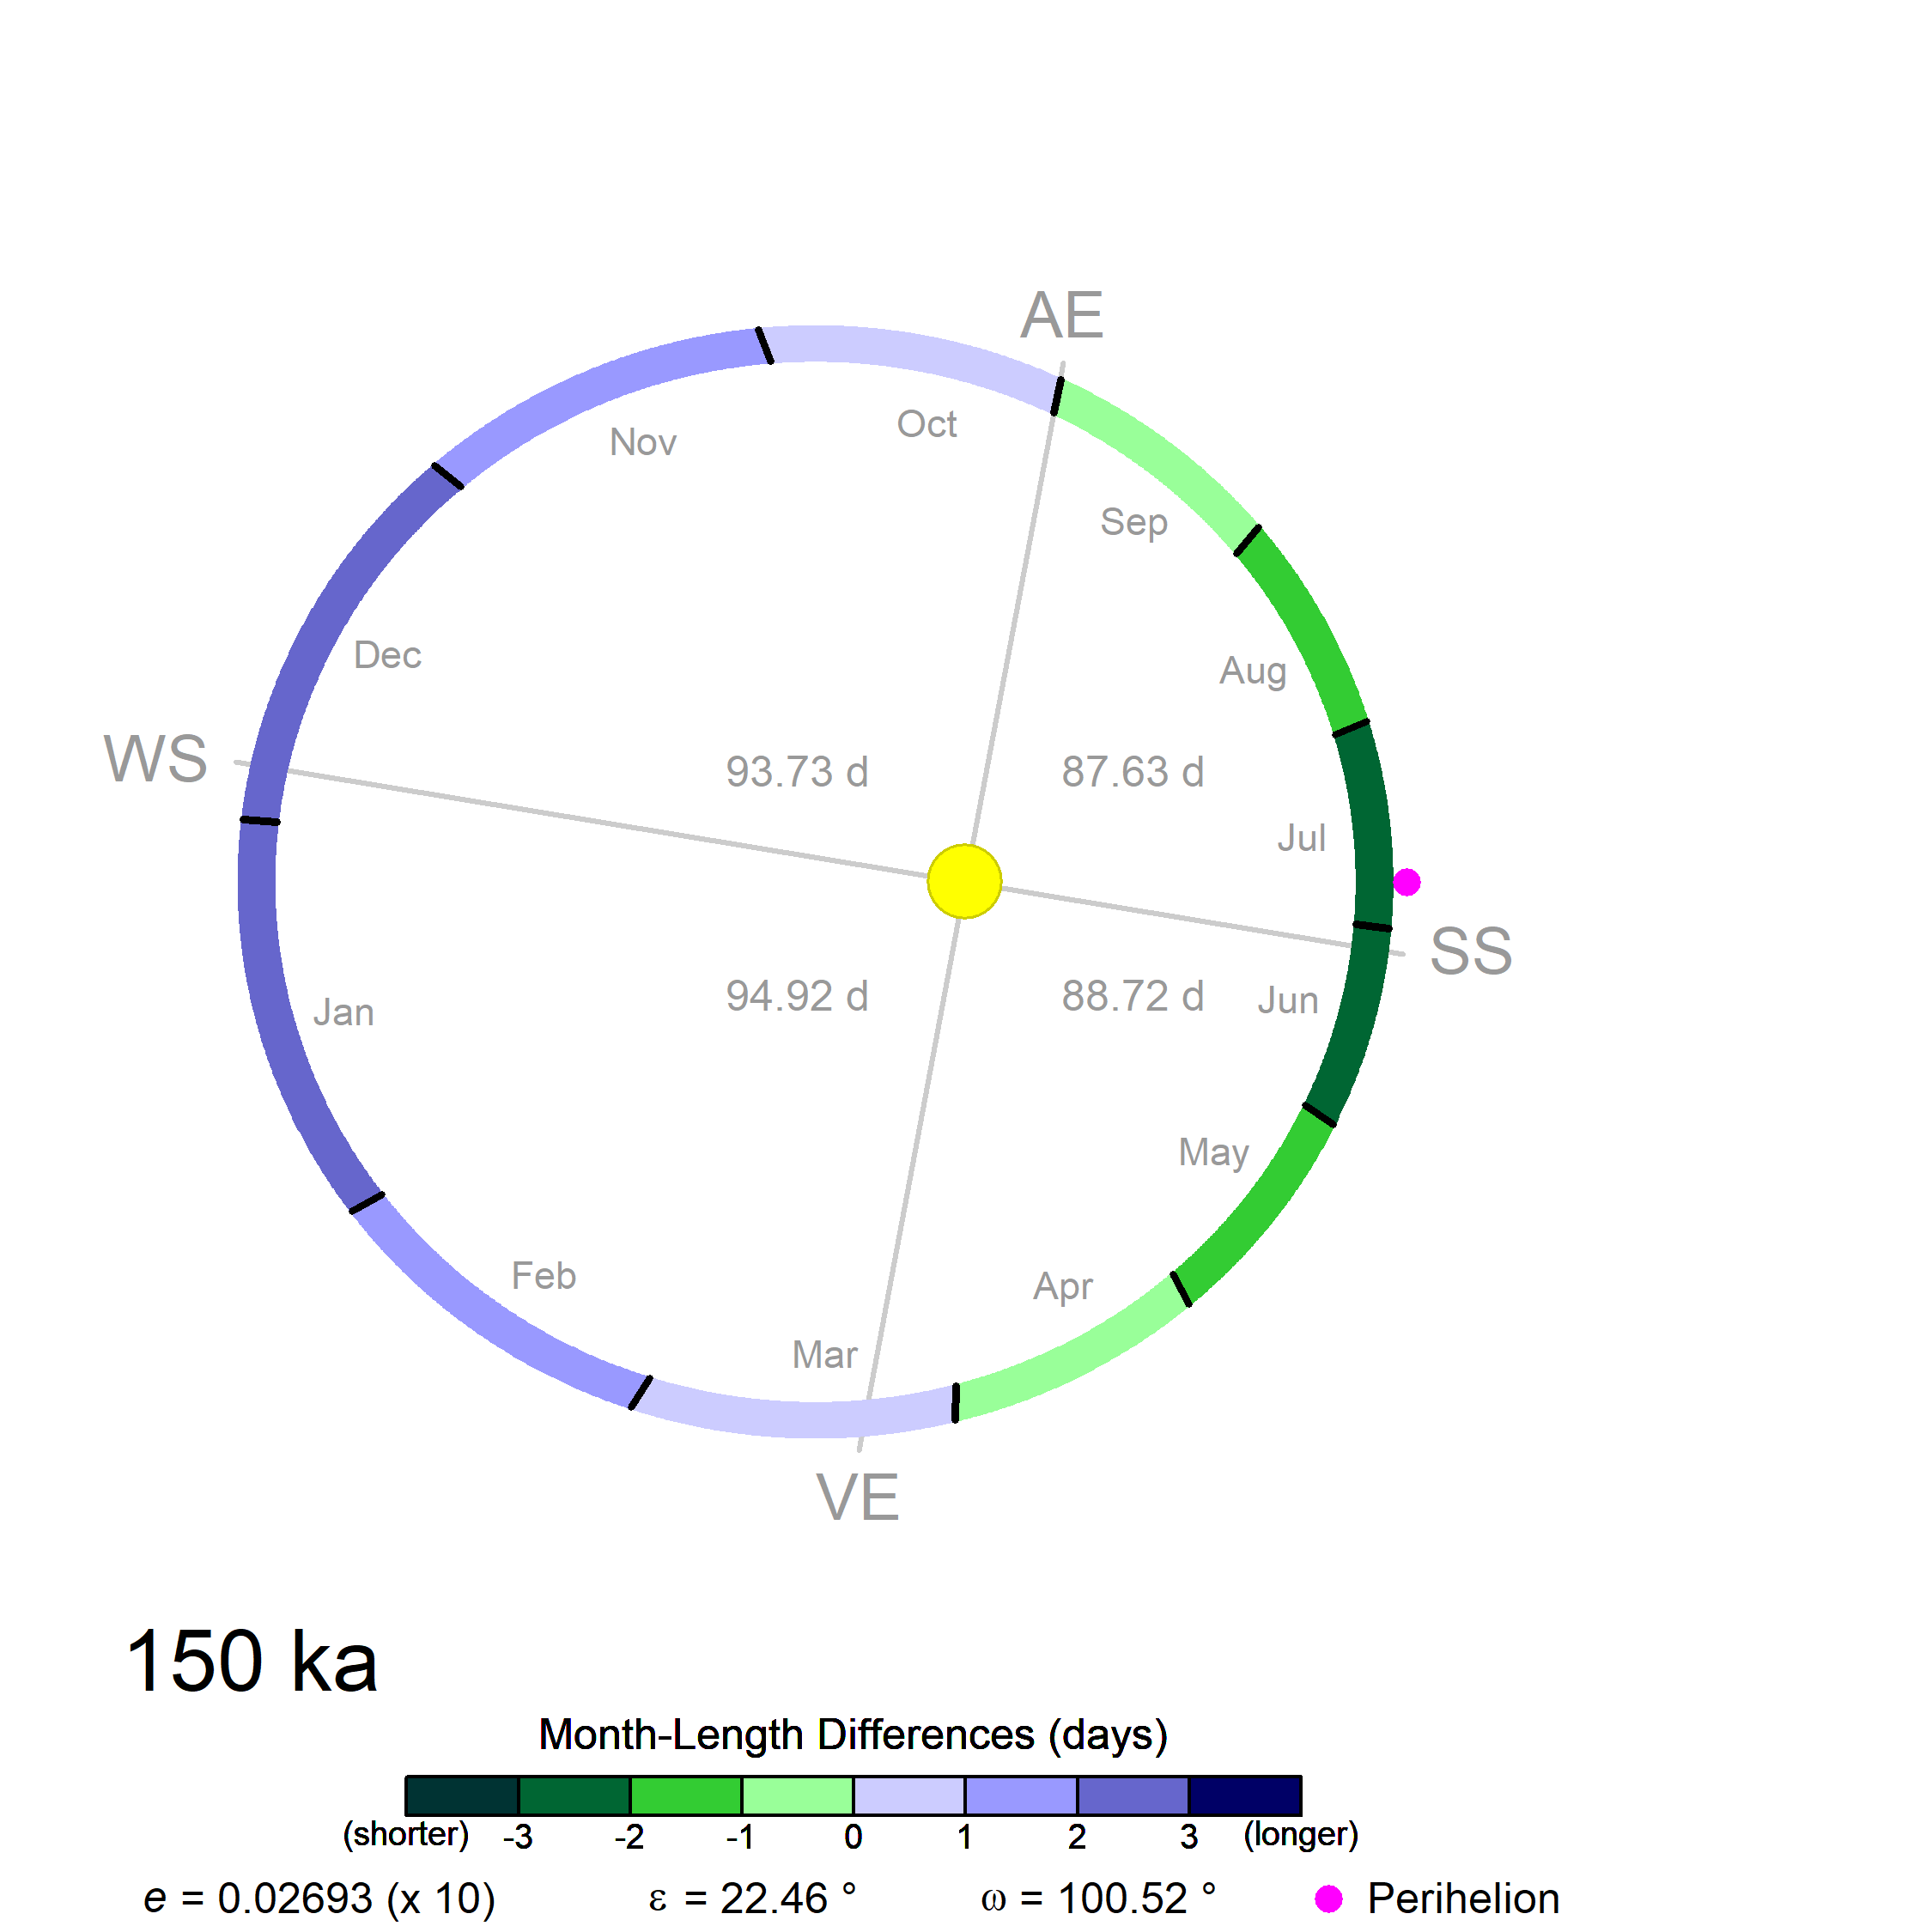 AE
Oct
Nov
Sep
Dec
Aug
WS
93.73 d 87.63 d
Jul
SS
94.92 d 88.72 d
Jun
Jan
May
Feb
Apr
Mar
VE
150 ka
Month-Length Differences (days)
(shorter) -3 -2 -1 0 1 2 3 (longer)
e = 0.02693 (x 10) ε = 22.46 ° ω = 100.52 ° Perihelion